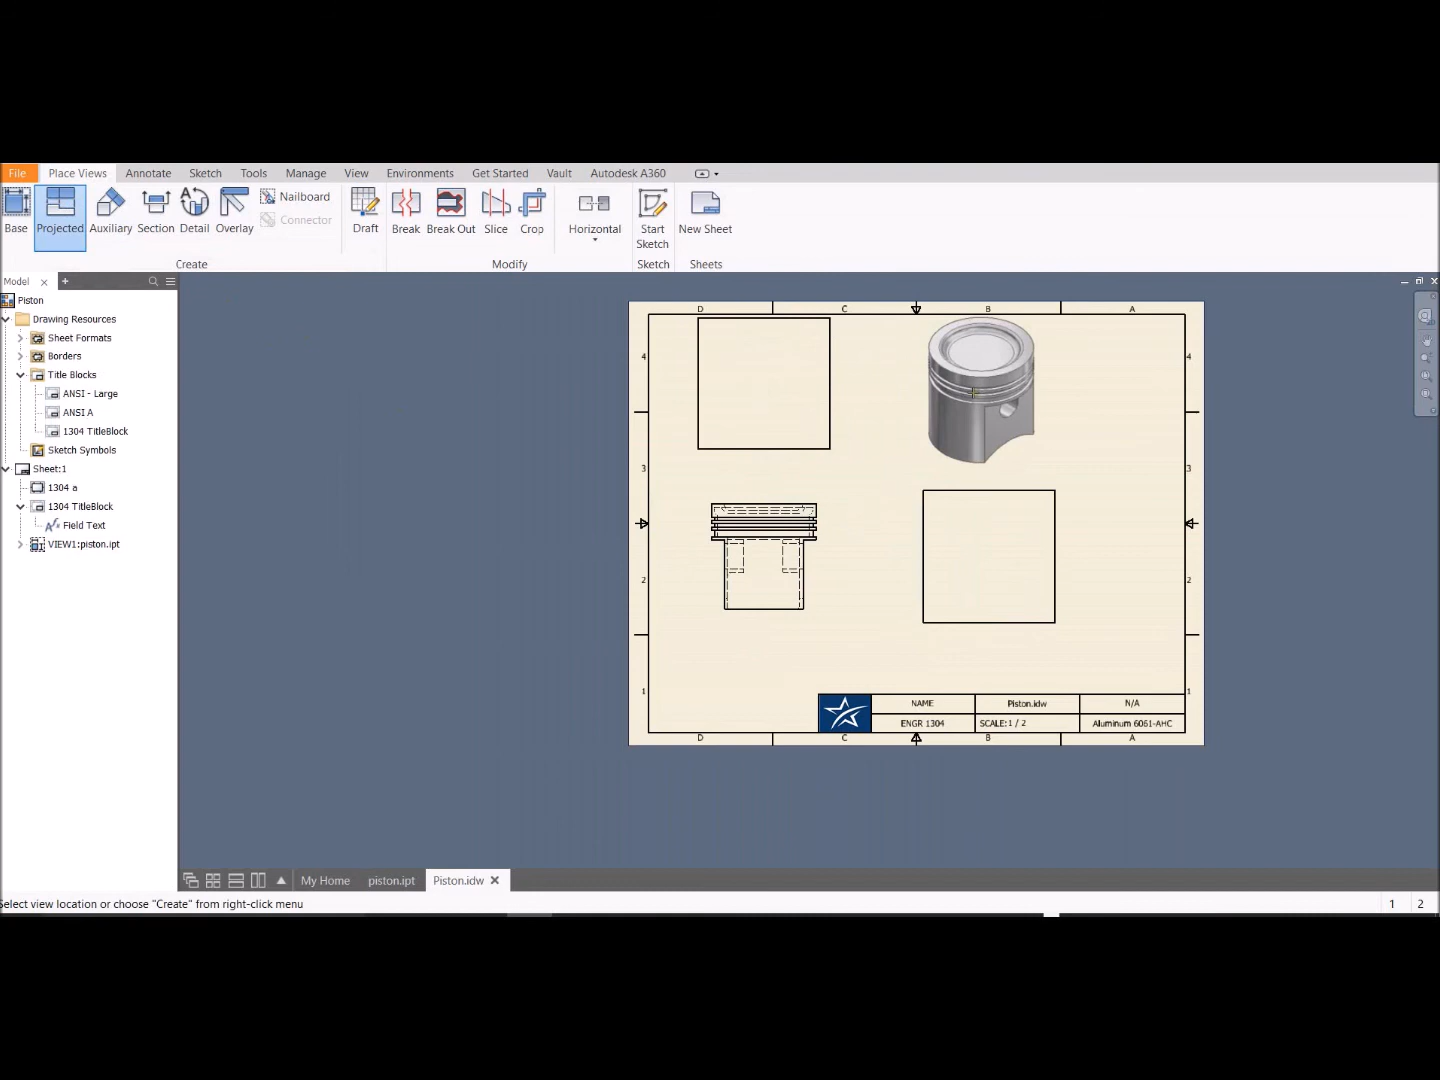 File Place Views Annotate Sketch Tools Manage View Environments Get Started Vault Autodesk A360
Nailboard
Connector
Base Projected Auxiliary Section Detail Overlay Draft Break Break Out Slice Crop Horizontal Start Sketch New Sheet
Create Modify Sketch Sheets
Model
Piston
Drawing Resources
Sheet Formats
Borders
Title Blocks
ANSI - Large
ANSI A
1304 TitleBlock
Sketch Symbols
Sheet:1
1304 a
1304 TitleBlock
Field Text
VIEW1:piston.ipt
D C B A
4 4
3 3
2 2
1 1
NAME Piston.idw N/A
ENGR 1304 SCALE:1 / 2 Aluminum 6061-AHC
D C B A
My Home piston.ipt Piston.idw
Select view location or choose "Create" from right-click menu 1 2